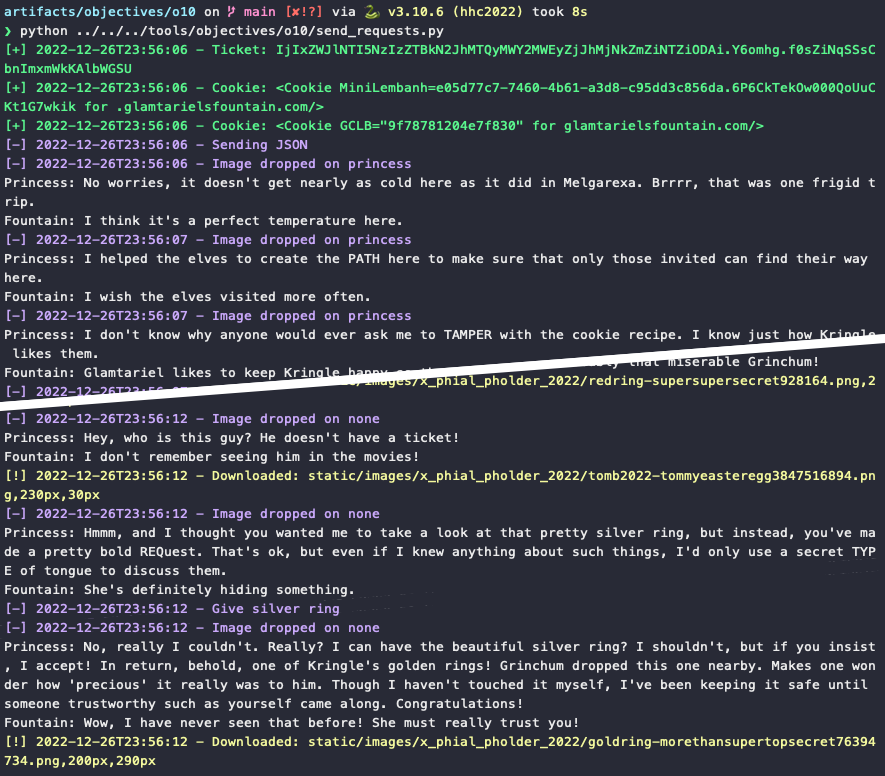 artifacts/objectives/o10 on main [✘!?] via 🐍 v3.10.6 (hhc2022) took 8s
❯ python ../../../tools/objectives/o10/send_requests.py
[+] 2022-12-26T23:56:06 – Ticket: IjIxZWJlNTI5NzIzZTBkN2JhMTQyMWY2MWEyZjJhMjNkZmZiNTZiODAi.Y6omhg.f0sZiNqSSsC
bnImxmWkKAlbWGSU
[+] 2022-12-26T23:56:06 – Cookie: <Cookie MiniLembanh=e05d77c7-7460-4b61-a3d8-c95dd3c856da.6P6CkTekOw000QoUuC
Kt1G7wkik for .glamtarielsfountain.com/>
[+] 2022-12-26T23:56:06 – Cookie: <Cookie GCLB="9f78781204e7f830" for glamtarielsfountain.com/>
[–] 2022-12-26T23:56:06 – Sending JSON
[–] 2022-12-26T23:56:06 – Image dropped on princess
Princess: No worries, it doesn't get nearly as cold here as it did in Melgarexa. Brrrr, that was one frigid t
rip.
Fountain: I think it's a perfect temperature here.
[–] 2022-12-26T23:56:07 – Image dropped on princess
Princess: I helped the elves to create the PATH here to make sure that only those invited can find their way
here.
Fountain: I wish the elves visited more often.
[–] 2022-12-26T23:56:07 – Image dropped on princess
Princess: I don't know why anyone would ever ask me to TAMPER with the cookie recipe. I know just how Kringle
likes them.
Fountain: Glamtariel likes to keep Kringle happy
that miserable Grinchum!
[–] 2022-12-26
/images/x_phial_pholder_2022/redring-supersupersecret928164.png,2
[–] 2022-12-26T23:56:12 – Image dropped on none
Princess: Hey, who is this guy? He doesn't have a ticket!
Fountain: I don't remember seeing him in the movies!
[!] 2022-12-26T23:56:12 – Downloaded: static/images/x_phial_pholder_2022/tomb2022-tommyeasteregg3847516894.pn
g,230px,30px
[–] 2022-12-26T23:56:12 – Image dropped on none
Princess: Hmmm, and I thought you wanted me to take a look at that pretty silver ring, but instead, you've ma
de a pretty bold REQuest. That's ok, but even if I knew anything about such things, I'd only use a secret TYP
E of tongue to discuss them.
Fountain: She's definitely hiding something.
[–] 2022-12-26T23:56:12 – Give silver ring
[–] 2022-12-26T23:56:12 – Image dropped on none
Princess: No, really I couldn't. Really? I can have the beautiful silver ring? I shouldn't, but if you insist
, I accept! In return, behold, one of Kringle's golden rings! Grinchum dropped this one nearby. Makes one won
der how 'precious' it really was to him. Though I haven't touched it myself, I've been keeping it safe until
someone trustworthy such as yourself came along. Congratulations!
Fountain: Wow, I have never seen that before! She must really trust you!
[!] 2022-12-26T23:56:12 – Downloaded: static/images/x_phial_pholder_2022/goldring-morethansupertopsecret76394
734.png,200px,290px